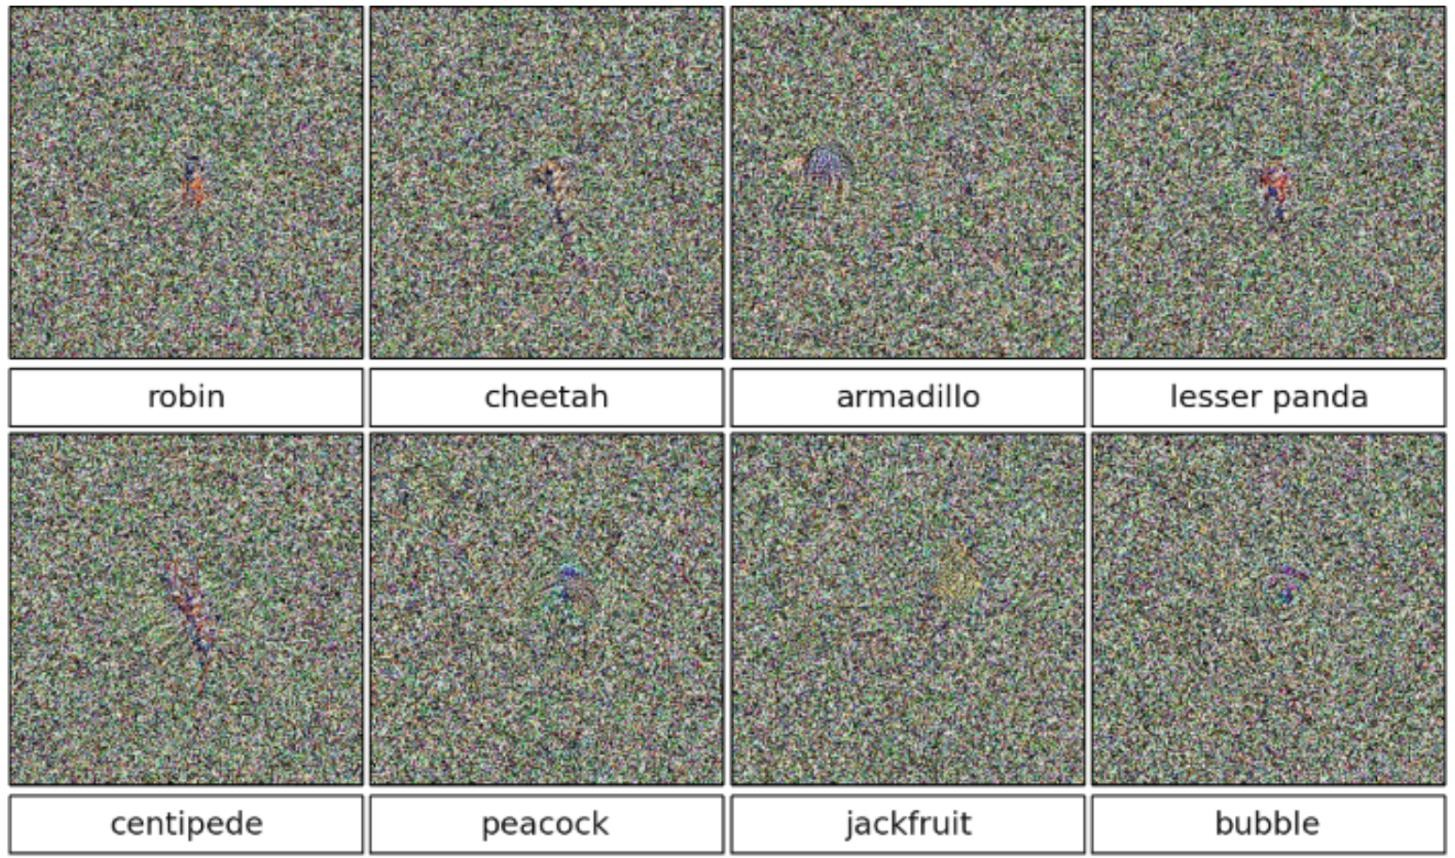 robin
cheetah
armadillo
lesser panda
centipede
peacock
jackfruit
bubble